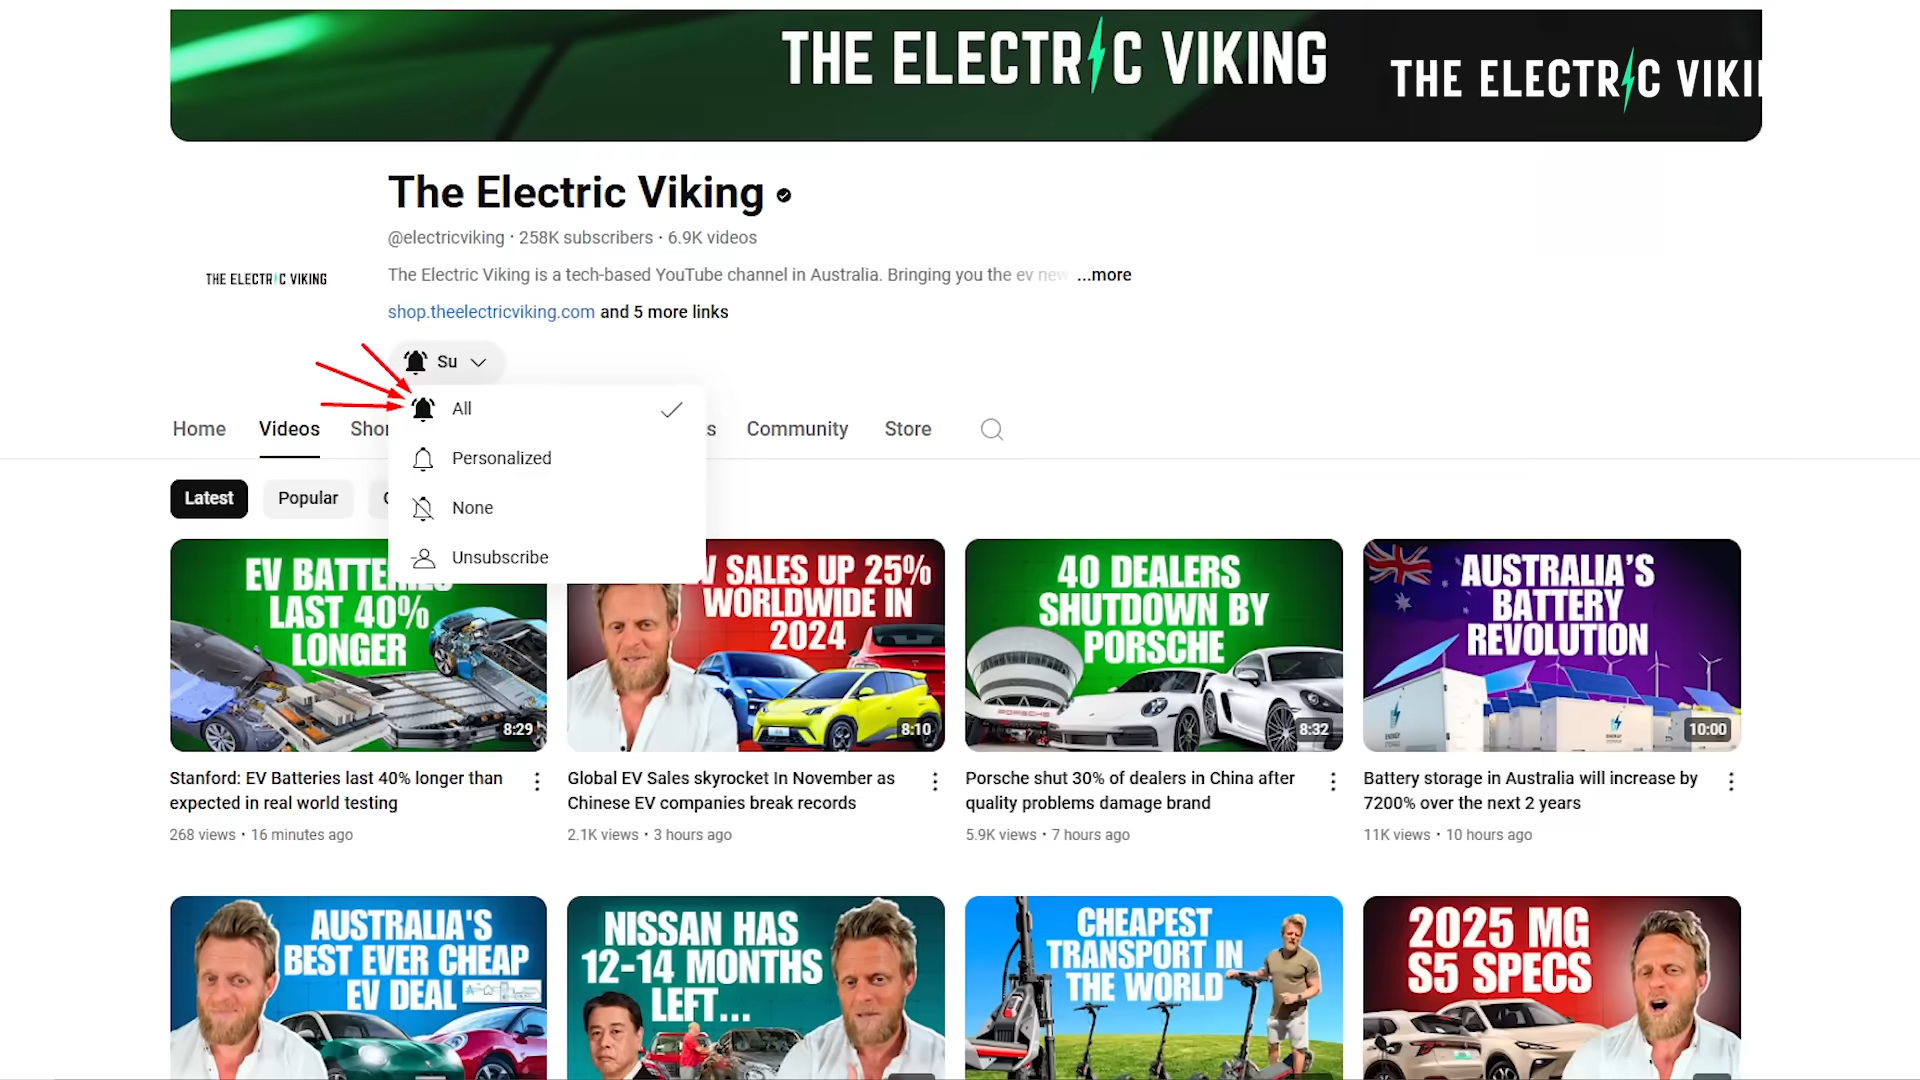 THE ELECTRIC VIKING
THE ELECTRIC VIKI
The Electric Viking
@electricviking · 258K subscribers · 6.9K videos
THE ELECTRIC VIKING
The Electric Viking is a tech-based YouTube channel in Australia. Bringing you the ev new ...more
shop.theelectricviking.com and 5 more links
Su
All
Personalized
None
Unsubscribe
Home Videos Shor s Community Store
Latest Popular
EV BATTERIES
LAST 40%
LONGER
8:29
V SALES UP 25%
WORLDWIDE IN
2024
8:10
40 DEALERS
SHUTDOWN BY
PORSCHE
PORSCHE
8:32
AUSTRALIA'S
BATTERY
REVOLUTION
10:00
Stanford: EV Batteries last 40% longer than
expected in real world testing
268 views · 16 minutes ago
Global EV Sales skyrocket In November as
Chinese EV companies break records
2.1K views · 3 hours ago
Porsche shut 30% of dealers in China after
quality problems damage brand
5.9K views · 7 hours ago
Battery storage in Australia will increase by
7200% over the next 2 years
11K views · 10 hours ago
AUSTRALIA'S
BEST EVER CHEAP
EV DEAL
NISSAN HAS
12-14 MONTHS
LEFT...
CHEAPEST
TRANSPORT IN
THE WORLD
2025 MG
S5 SPECS